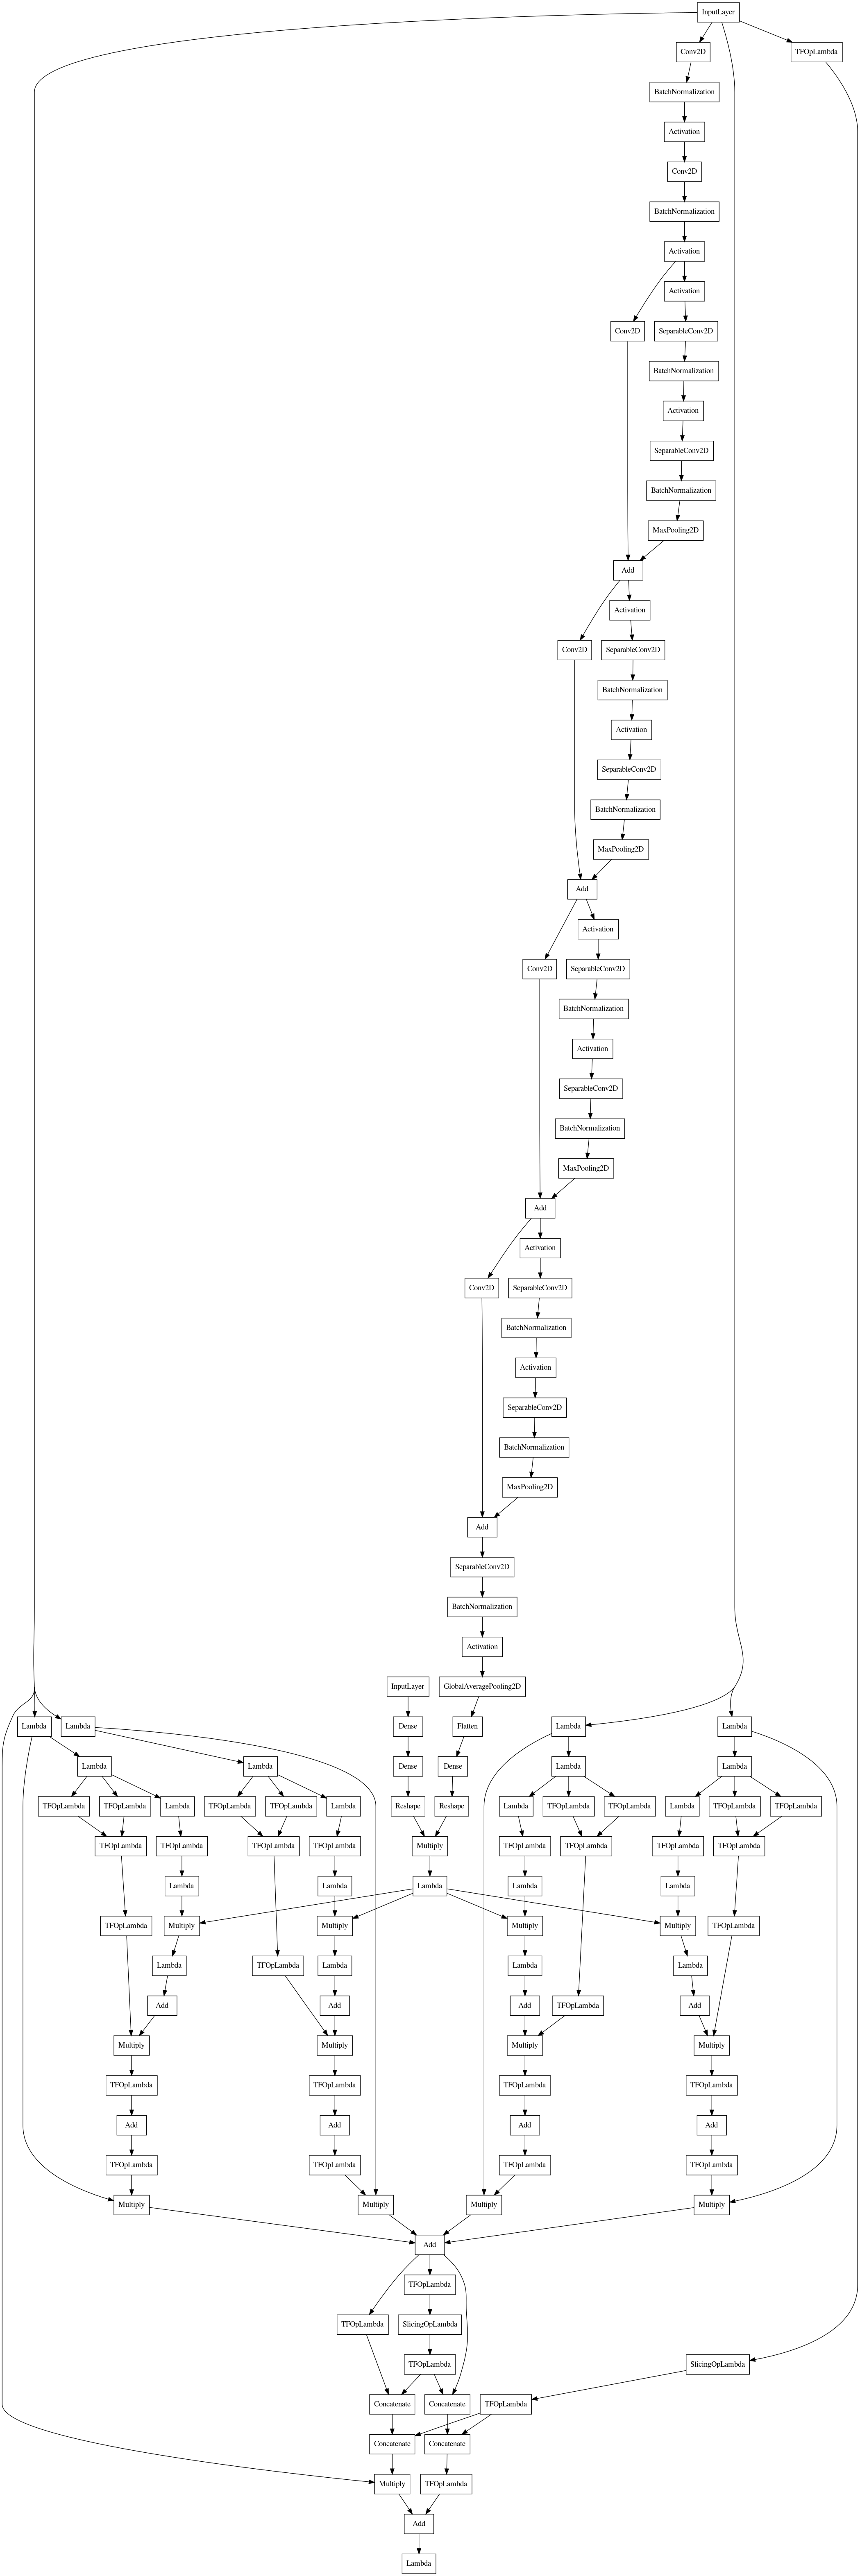 InputLayer
Conv2D TFOpLambda
BatchNormalization
Activation
Conv2D
BatchNormalization
Activation
Activation
Conv2D SeparableConv2D
BatchNormalization
Activation
SeparableConv2D
BatchNormalization
MaxPooling2D
Add
Activation
Conv2D SeparableConv2D
BatchNormalization
Activation
SeparableConv2D
BatchNormalization
MaxPooling2D
Add
Activation
Conv2D SeparableConv2D
BatchNormalization
Activation
SeparableConv2D
BatchNormalization
MaxPooling2D
Add
Activation
Conv2D SeparableConv2D
BatchNormalization
Activation
SeparableConv2D
BatchNormalization
MaxPooling2D
Add
SeparableConv2D
BatchNormalization
Activation
InputLayer GlobalAveragePooling2D
Lambda Lambda Dense Flatten Lambda Lambda
Lambda Lambda Dense Dense Lambda Lambda
TFOpLambda TFOpLambda Lambda TFOpLambda TFOpLambda Lambda Reshape Reshape Lambda TFOpLambda TFOpLambda Lambda TFOpLambda TFOpLambda
TFOpLambda TFOpLambda TFOpLambda TFOpLambda Multiply TFOpLambda TFOpLambda TFOpLambda TFOpLambda
Lambda Lambda Lambda Lambda Lambda
TFOpLambda Multiply Multiply Multiply Multiply TFOpLambda
Lambda TFOpLambda Lambda Lambda Lambda
Add Add Add TFOpLambda Add
Multiply Multiply Multiply Multiply
TFOpLambda TFOpLambda TFOpLambda TFOpLambda
Add Add Add Add
TFOpLambda TFOpLambda TFOpLambda TFOpLambda
Multiply Multiply Multiply Multiply
Add
TFOpLambda
TFOpLambda SlicingOpLambda
TFOpLambda SlicingOpLambda
Concatenate Concatenate TFOpLambda
Concatenate Concatenate
Multiply TFOpLambda
Add
Lambda